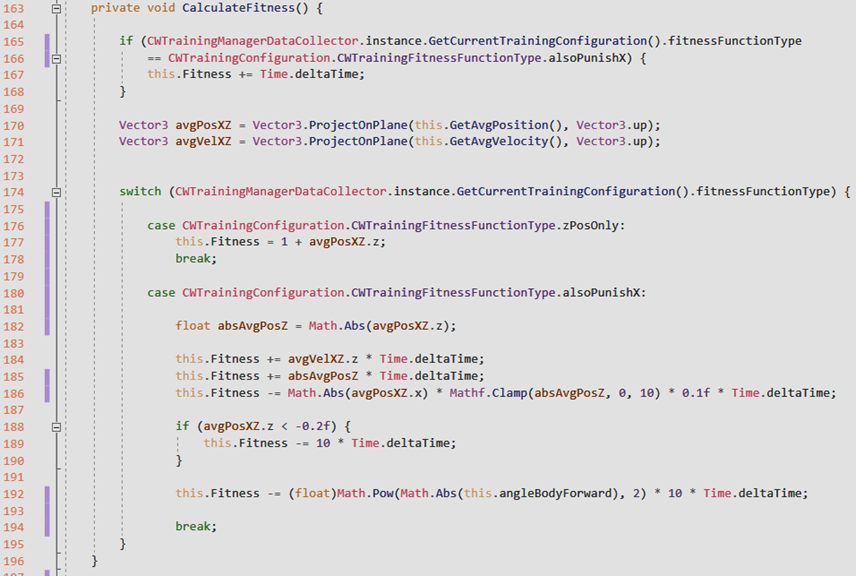 163 private void CalculateFitness() {
164
165 if (CWTrainingManagerDataCollector.instance.GetCurrentTrainingConfiguration().fitnessFunctionType
166 == CWTrainingConfiguration.CWTrainingFitnessFunctionType.alsoPunishX) {
167 this.Fitness += Time.deltaTime;
168 }
169
170 Vector3 avgPosXZ = Vector3.ProjectOnPlane(this.GetAvgPosition(), Vector3.up);
171 Vector3 avgVelXZ = Vector3.ProjectOnPlane(this.GetAvgVelocity(), Vector3.up);
172
173
174 switch (CWTrainingManagerDataCollector.instance.GetCurrentTrainingConfiguration().fitnessFunctionType) {
175
176 case CWTrainingConfiguration.CWTrainingFitnessFunctionType.zPosOnly:
177 this.Fitness = 1 + avgPosXZ.z;
178 break;
179
180 case CWTrainingConfiguration.CWTrainingFitnessFunctionType.alsoPunishX:
181
182 float absAvgPosZ = Math.Abs(avgPosXZ.z);
183
184 this.Fitness += avgVelXZ.z * Time.deltaTime;
185 this.Fitness += absAvgPosZ * Time.deltaTime;
186 this.Fitness -= Math.Abs(avgPosXZ.x) * Mathf.Clamp(absAvgPosZ, 0, 10) * 0.1f * Time.deltaTime;
187
188 if (avgPosXZ.z < -0.2f) {
189 this.Fitness -= 10 * Time.deltaTime;
190 }
191
192 this.Fitness -= (float)Math.Pow(Math.Abs(this.angleBodyForward), 2) * 10 * Time.deltaTime;
193
194 break;
195 }
196 }